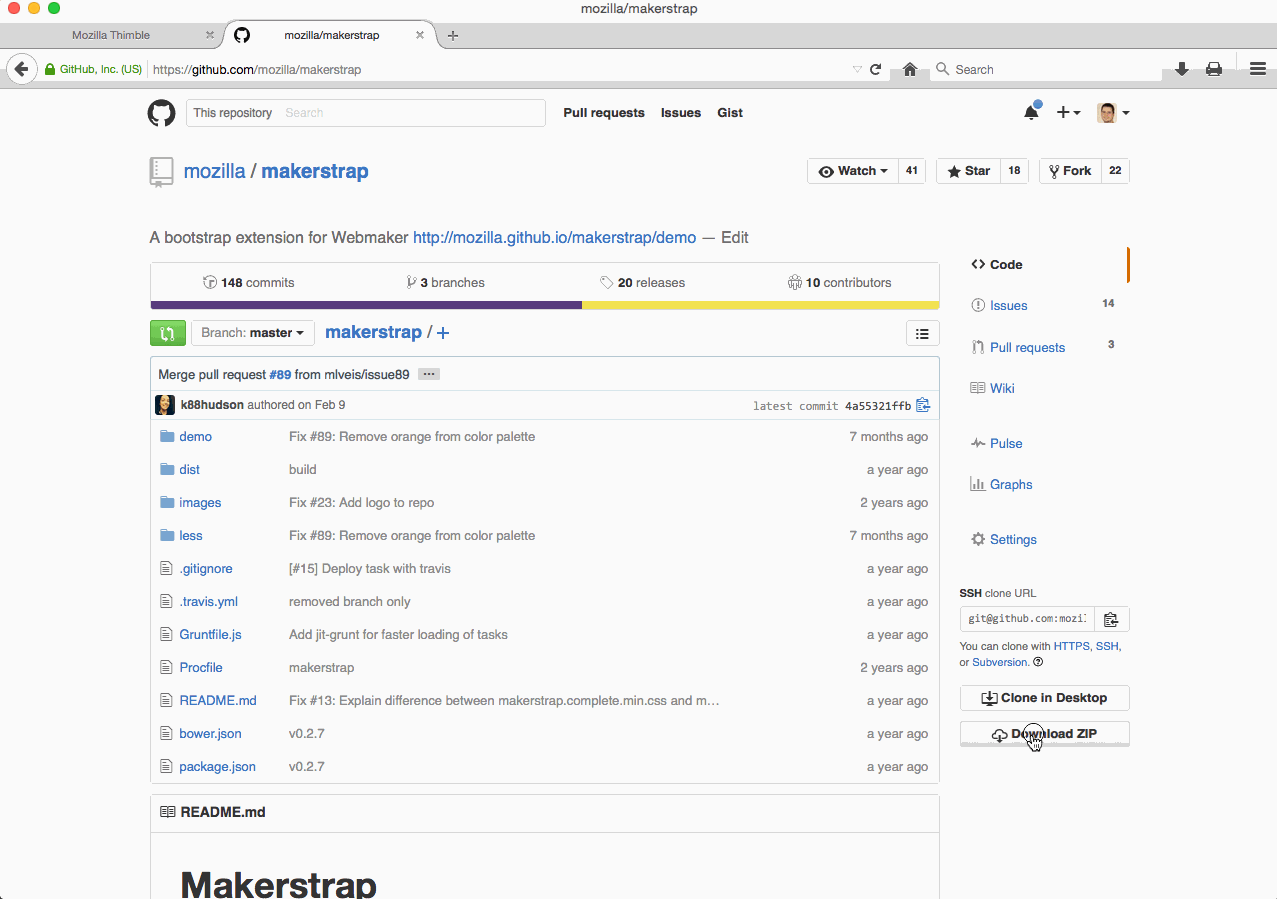 mozilla/makerstrap
Mozilla Thimble
mozilla/makerstrap
GitHub, Inc. (US)
https://github.com/mozilla/makerstrap
Search
This repository Search
Pull requests Issues Gist
mozilla / makerstrap
Watch 41
Star 18
Fork 22
A bootstrap extension for Webmaker http://mozilla.github.io/makerstrap/demo — Edit
148 commits
3 branches
20 releases
10 contributors
Branch: master
makerstrap / +
Merge pull request #89 from mlveis/issue89 ...
k88hudson authored on Feb 9
latest commit 4a55321ffb
demo Fix #89: Remove orange from color palette 7 months ago
dist build a year ago
images Fix #23: Add logo to repo 2 years ago
less Fix #89: Remove orange from color palette 7 months ago
.gitignore [#15] Deploy task with travis a year ago
.travis.yml removed branch only a year ago
Gruntfile.js Add jit-grunt for faster loading of tasks a year ago
Procfile makerstrap 2 years ago
README.md Fix #13: Explain difference between makerstrap.complete.min.css and m… a year ago
bower.json v0.2.7 a year ago
package.json v0.2.7 a year ago
README.md
Makerstrap
Code
Issues 14
Pull requests 3
Wiki
Pulse
Graphs
Settings
SSH clone URL
git@github.com:mozil
You can clone with HTTPS, SSH,
or Subversion.
Clone in Desktop
Download ZIP